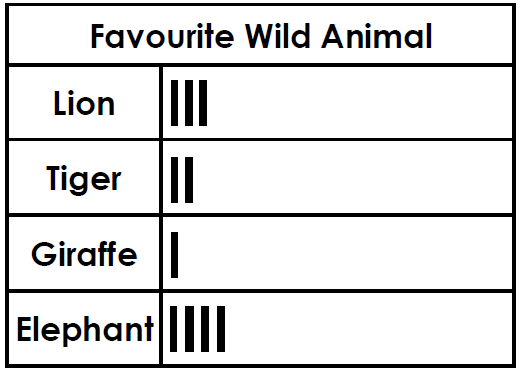 Favourite Wild Animal
Lion
Tiger
Giraffe
Elephant